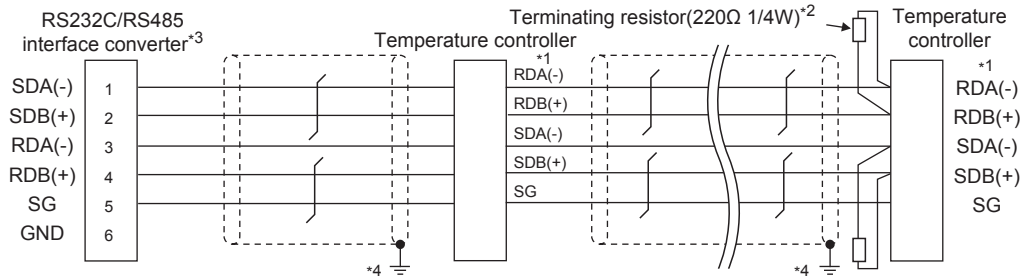 RS232C/RS485
interface converter*3
SDA(-) 1
SDB(+) 2
RDA(-) 3
RDB(+) 4
SG 5
GND 6
*4
Temperature controller
*1
RDA(-)
RDB(+)
SDA(-)
SDB(+)
SG
Terminating resistor(220Ω 1/4W)*2
*4
Temperature
controller
*1
RDA(-)
RDB(+)
SDA(-)
SDB(+)
SG